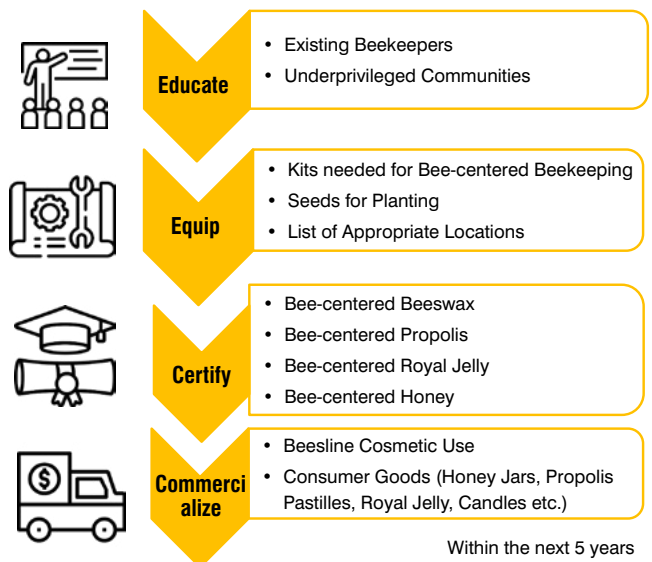 Educate
• Existing Beekeepers
• Underprivileged Communities
Equip
• Kits needed for Bee-centered Beekeeping
• Seeds for Planting
• List of Appropriate Locations
Certify
• Bee-centered Beeswax
• Bee-centered Propolis
• Bee-centered Royal Jelly
• Bee-centered Honey
Commerci
alize
• Beesline Cosmetic Use
• Consumer Goods (Honey Jars, Propolis
Pastilles, Royal Jelly, Candles etc.)
$
Within the next 5 years